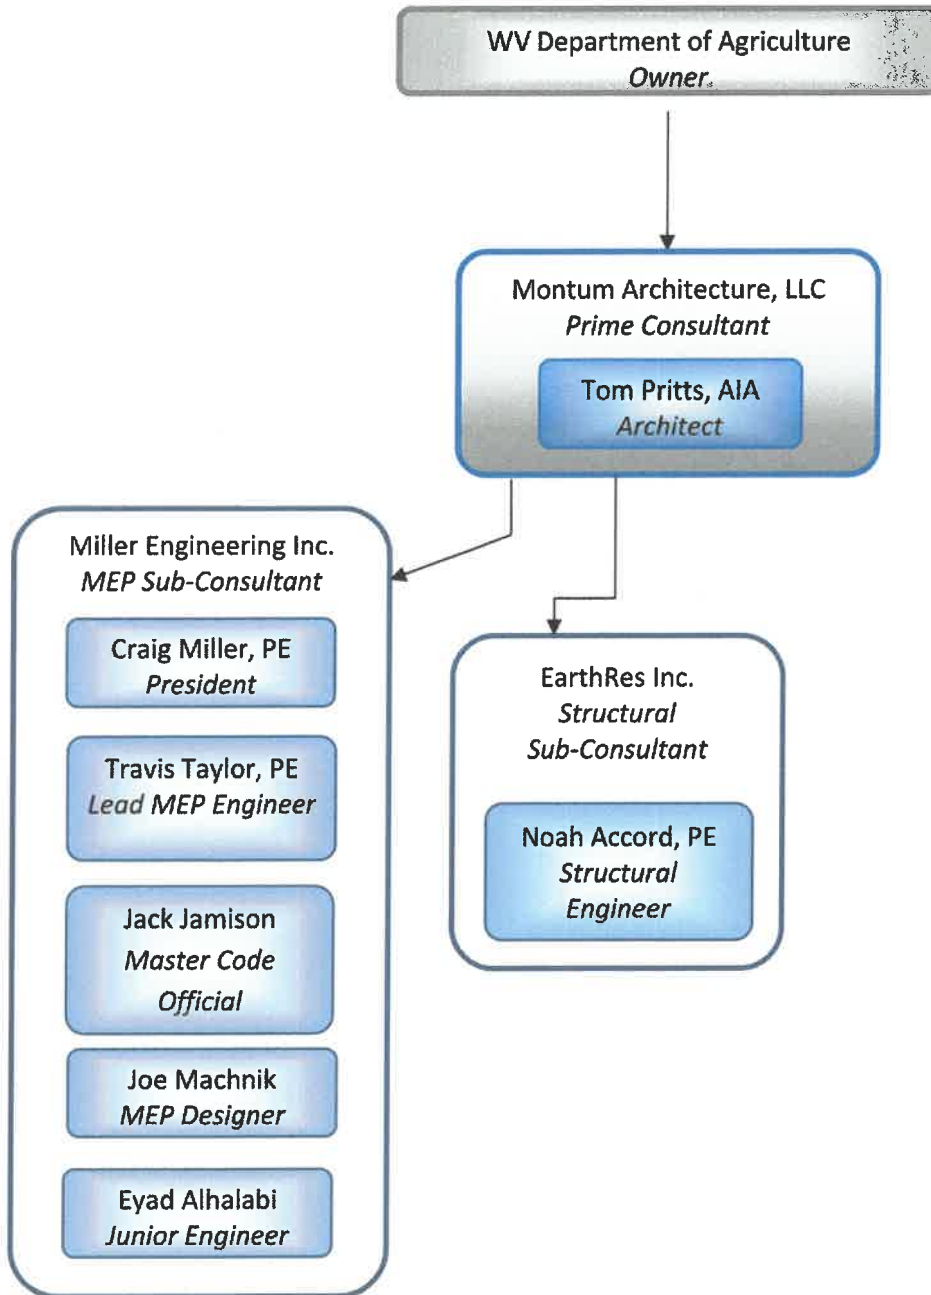 WV Department of Agriculture
Owner
Montum Architecture, LLC
Prime Consultant
Tom Pritts, AIA
Architect
Miller Engineering Inc.
MEP Sub-Consultant
Craig Miller, PE
President
Travis Taylor, PE
Lead MEP Engineer
Jack Jamison
Master Code
Official
Joe Machnik
MEP Designer
Eyad Alhalabi
Junior Engineer
EarthRes Inc.
Structural
Sub-Consultant
Noah Accord, PE
Structural
Engineer